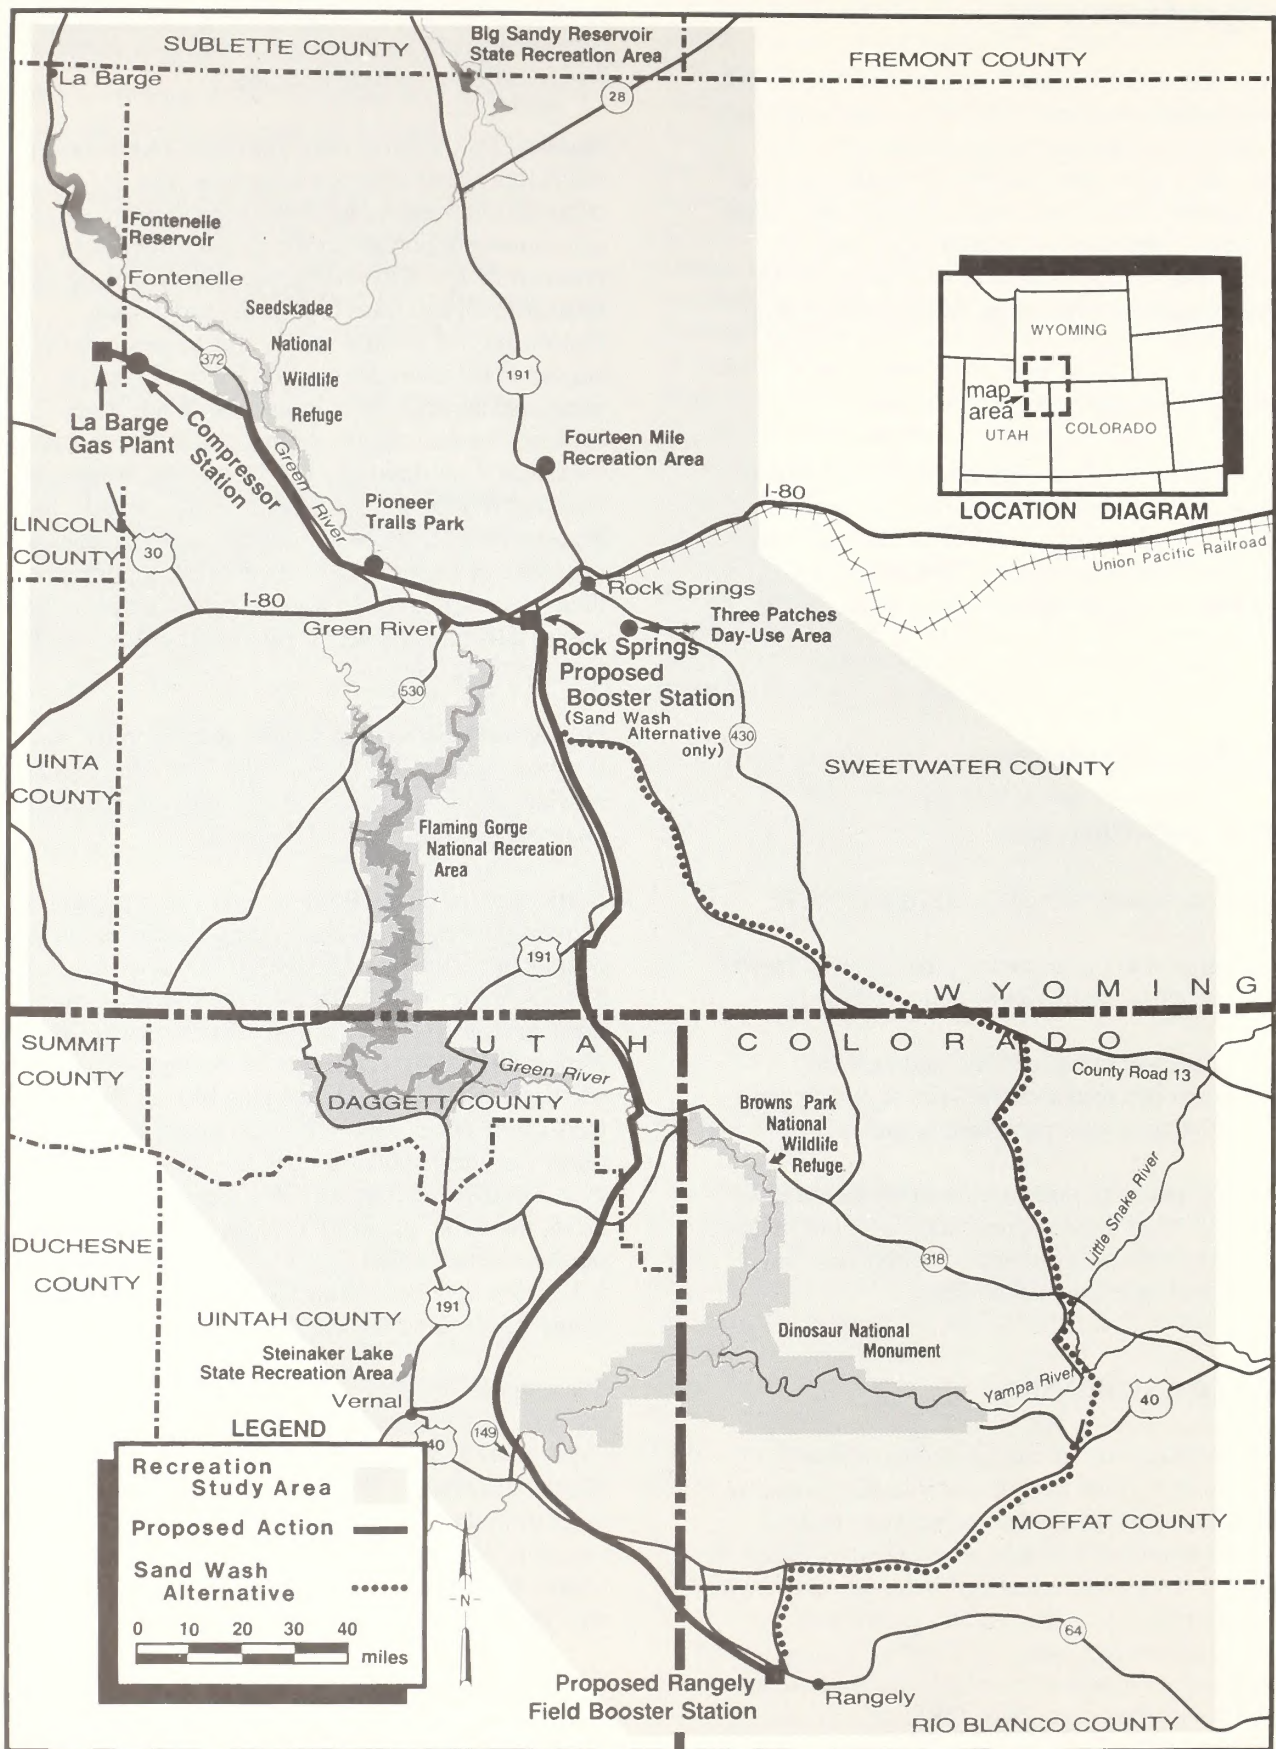 SUBLETTE COUNTY
Big Sandy Reservoir
State Recreation Area
FREMONT COUNTY
La Barge
28
Fontenelle
Reservoir
Fontenelle
Seedskadee
National
Wildlife
Refuge
372
191
WYOMING
map
area
UTAH
COLORADO
LOCATION DIAGRAM
La Barge
Gas Plant
Compressor
Station
Green River
Fourteen Mile
Recreation Area
Pioneer
Trails Park
I-80
Union Pacific Railroad
LINCOLN
COUNTY
30
I-80
Green River
Rock Springs
Three Patches
Day-Use Area
Rock Springs
Proposed
Booster Station
(Sand Wash
Alternative
only)
530
430
UINTA
COUNTY
SWEETWATER COUNTY
Flaming Gorge
National Recreation
Area
191
WYOMING
UTAH
COLORADO
SUMMIT
COUNTY
Green River
County Road 13
DAGGETT COUNTY
Browns Park
National
Wildlife
Refuge
Little Snake River
DUCHESNE
COUNTY
318
191
UINTAH COUNTY
Steinaker Lake
State Recreation Area
Vernal
Dinosaur National
Monument
Yampa River
40
40
149
LEGEND
Recreation
Study Area
Proposed Action
Sand Wash
Alternative
0 10 20 30 40
miles
N
MOFFAT COUNTY
64
Proposed Rangely
Field Booster Station
Rangely
RIO BLANCO COUNTY